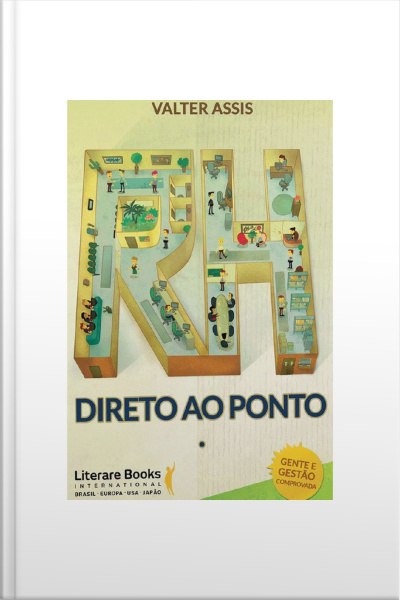 VALTER ASSIS
RH
DIRETO AO PONTO
Literare Books
INTERNATIONAL
BRASIL · EUROPA · USA · JAPÃO
GENTE E
GESTÃO
COMPROVADA